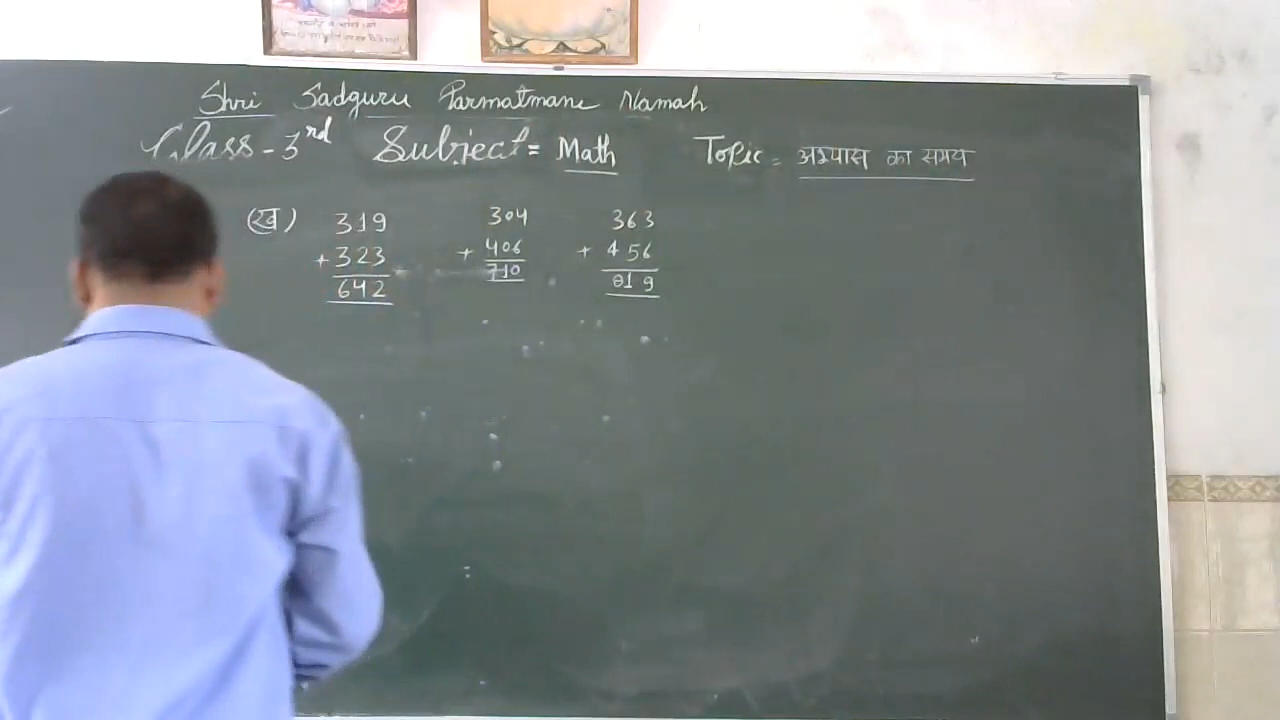 Shri Sadguru Parmatmane Namah
Class - 3rd Subject = Math Topic = अभ्यास का समय
(ख) 319 304 363
+ 323 + 406 + 456
642 710 819